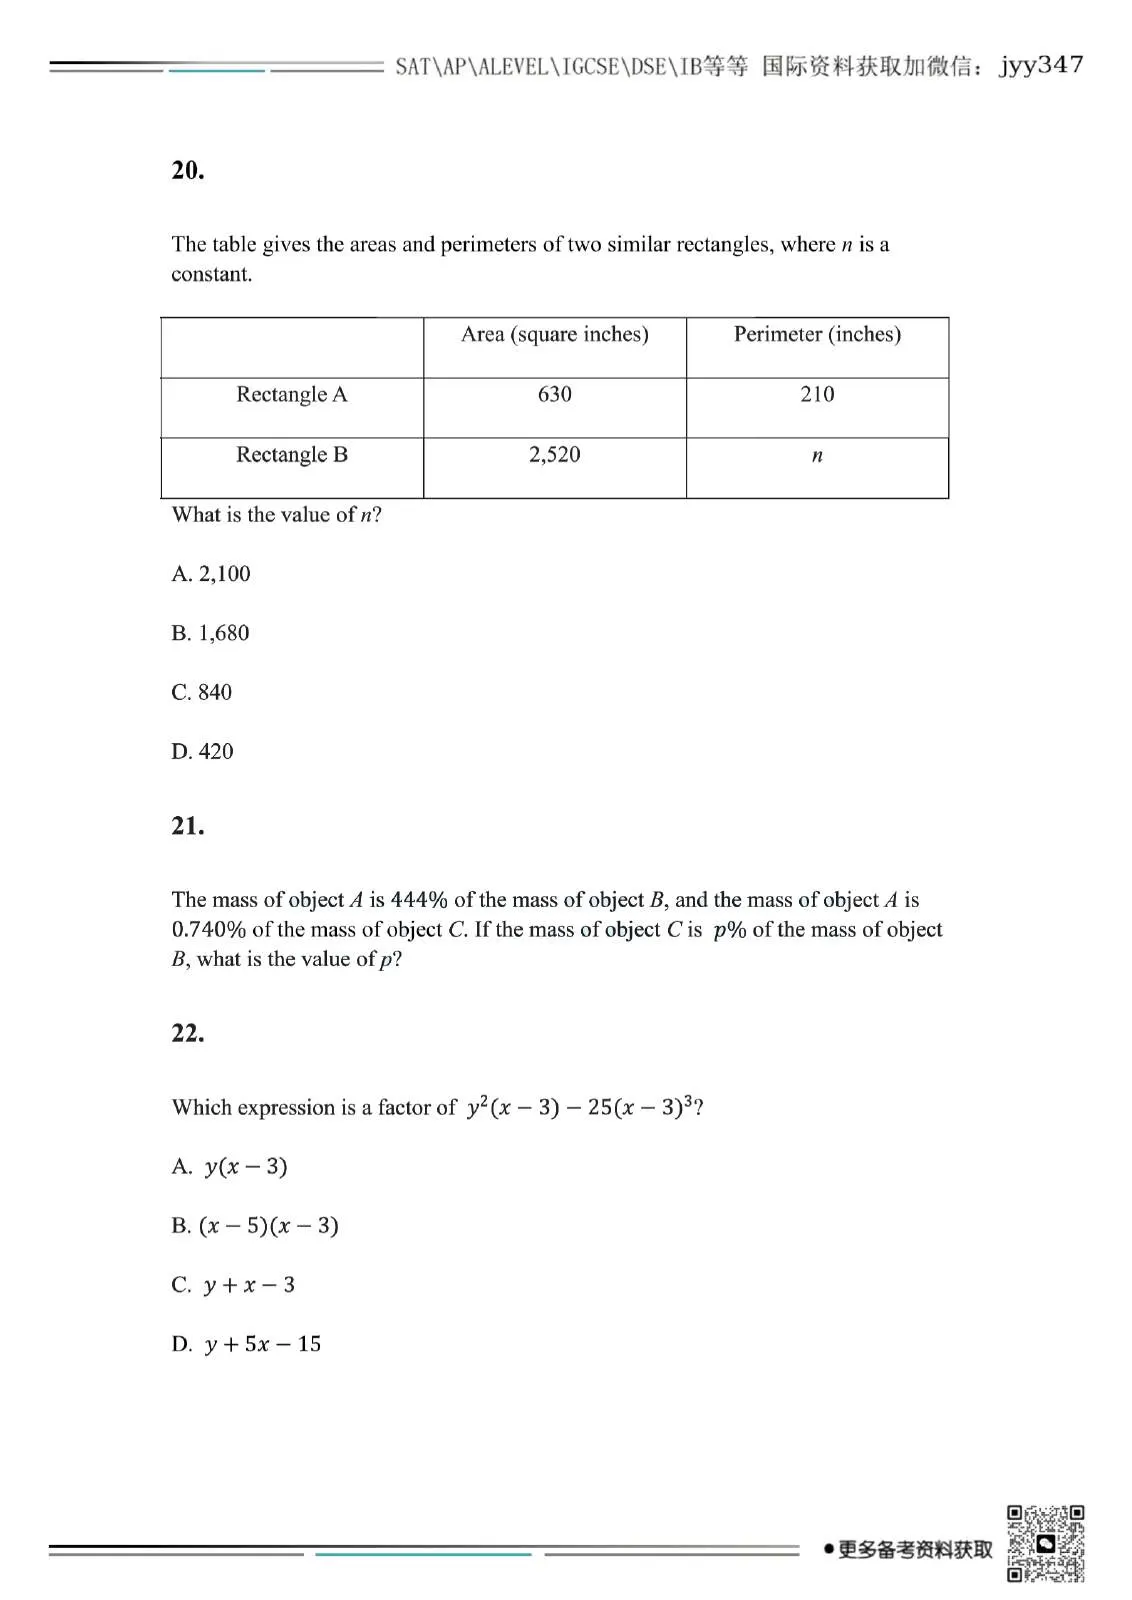 SAT\AP\ALEVEL\IGCSE\DSE\IB等等 国际资料获取加微信：jyy347
20.
The table gives the areas and perimeters of two similar rectangles, where n is a
constant.
Area (square inches) Perimeter (inches)
Rectangle A 630 210
Rectangle B 2,520 n
What is the value of n?
A. 2,100
B. 1,680
C. 840
D. 420
21.
The mass of object A is 444% of the mass of object B, and the mass of object A is
0.740% of the mass of object C. If the mass of object C is p% of the mass of object
B, what is the value of p?
22.
Which expression is a factor of y²(x − 3) − 25(x − 3)³?
A. y(x − 3)
B. (x − 5)(x − 3)
C. y + x − 3
D. y + 5x − 15
●更多备考资料获取